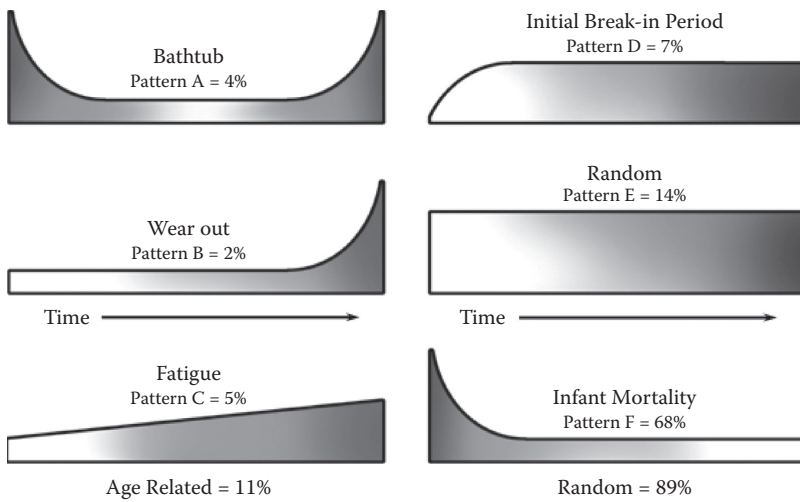 Bathtub
Pattern A = 4%
Initial Break-in Period
Pattern D = 7%
Wear out
Pattern B = 2%
Random
Pattern E = 14%
Time
Time
Fatigue
Pattern C = 5%
Infant Mortality
Pattern F = 68%
Age Related = 11%
Random = 89%